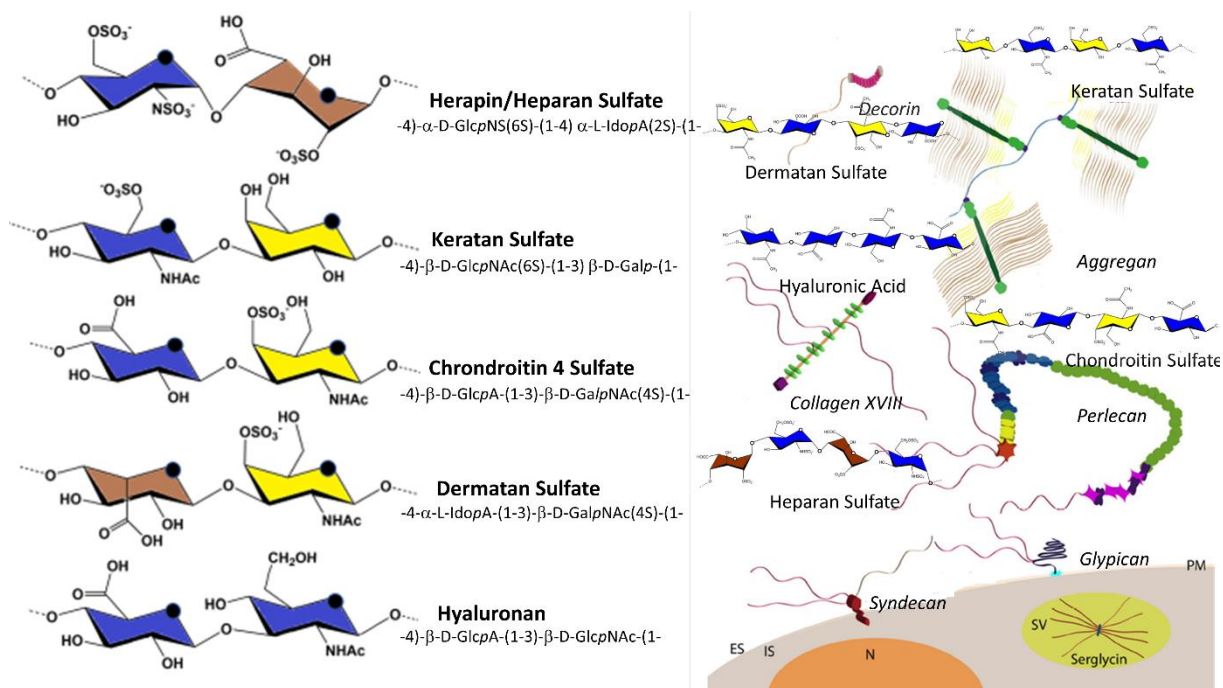 ⁻O₃SO
HO
O
O
O
HO
NSO₃⁻
OH
O
O
⁻O₃SO
Herapin/Heparan Sulfate
-4)-α-D-GlcpNS(6S)-(1-4) α-L-IdopA(2S)-(1-
⁻O₃SO
OH
OH
O
HO
NHAc
O
OH
O
Keratan Sulfate
-4)-β-D-GlcpNAc(6S)-(1-3) β-D-Galp-(1-
OH
O
⁻O₃SO
OH
O
HO
OH
O
NHAc
O
Chrondroitin 4 Sulfate
-4)-β-D-GlcpA-(1-3)-β-D-GalpNAc(4S)-(1-
HO
⁻O₃SO
O
HO
OH
O
O
OH
NHAc
O
Dermatan Sulfate
-4-α-L-IdopA-(1-3)-β-D-GalpNAc(4S)-(1-
OH
O
CH₂OH
O
HO
HO
OH
O
NHAc
O
Hyaluronan
-4)-β-D-GlcpA-(1-3)-β-D-GlcpNAc-(1-
Keratan Sulfate
Decorin
Dermatan Sulfate
Aggregan
Hyaluronic Acid
Chondroitin Sulfate
Collagen XVIII
Perlecan
Heparan Sulfate
Glypican
PM
Syndecan
SV
ES
IS
N
Serglycin